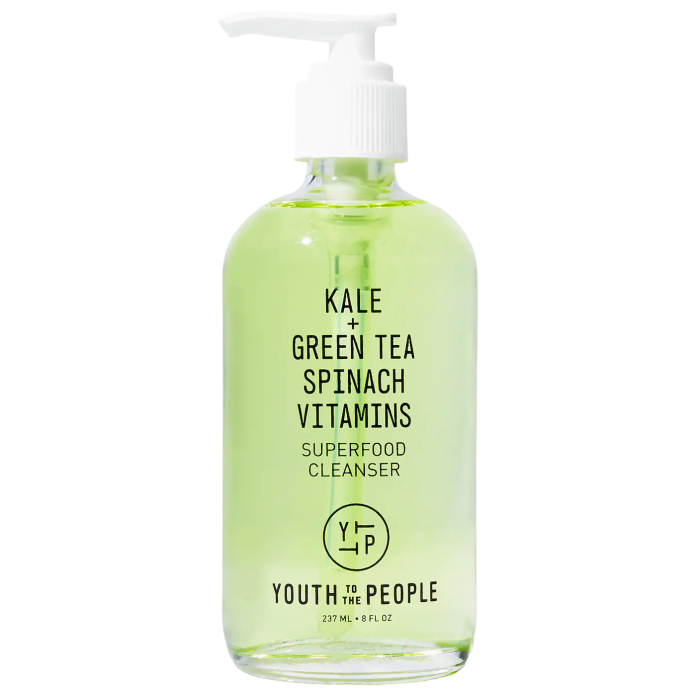 KALE
+
GREEN TEA
SPINACH
VITAMINS
SUPERFOOD
CLEANSER
Y T T P
YOUTH TO THE PEOPLE
237 ML • 8 FL OZ